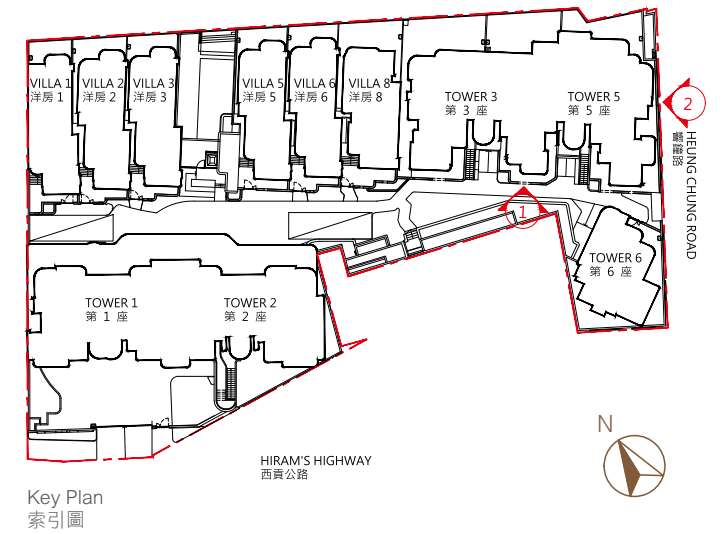 VILLA 1
洋房 1
VILLA 2
洋房 2
VILLA 3
洋房 3
VILLA 5
洋房 5
VILLA 6
洋房 6
VILLA 8
洋房 8
TOWER 3
第 3 座
TOWER 5
第 5 座
2
HEUNG CHUNG ROAD
響鐘路
1
TOWER 6
第 6 座
TOWER 1
第 1 座
TOWER 2
第 2 座
HIRAM'S HIGHWAY
西貢公路
N
Key Plan
索引圖